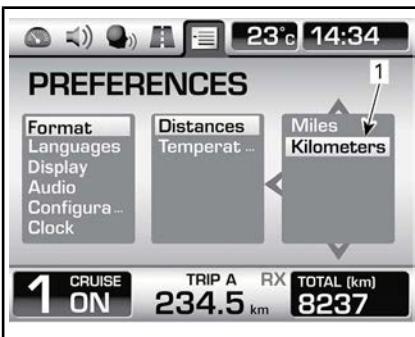 23°c 14:34
1
PREFERENCES
Format
Languages
Display
Audio
Configura...
Clock
Distances
Temperat ...
Miles
Kilometers
1 CRUISE ON
TRIP A
234.5 km
RX
TOTAL (km)
8237